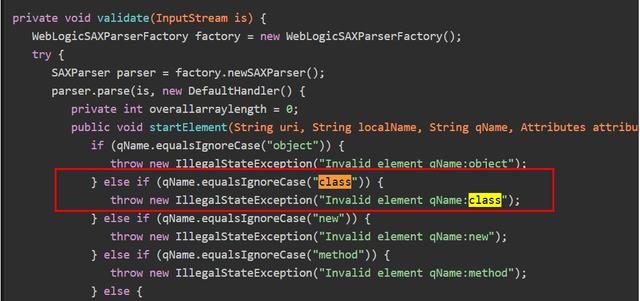 private void validate(InputStream is) {
WebLogicSAXParserFactory factory = new WebLogicSAXParserFactory();
try {
SAXParser parser = factory.newSAXParser();
parser.parse(is, new DefaultHandler() {
private int overallarraylength = 0;
public void startElement(String uri, String localName, String qName, Attributes attribut
if (qName.equalsIgnoreCase("object")) {
throw new IllegalStateException("Invalid element qName:object");
} else if (qName.equalsIgnoreCase("class")) {
throw new IllegalStateException("Invalid element qName:class");
} else if (qName.equalsIgnoreCase("new")) {
throw new IllegalStateException("Invalid element qName:new");
} else if (qName.equalsIgnoreCase("method")) {
throw new IllegalStateException("Invalid element qName:method");
} else {